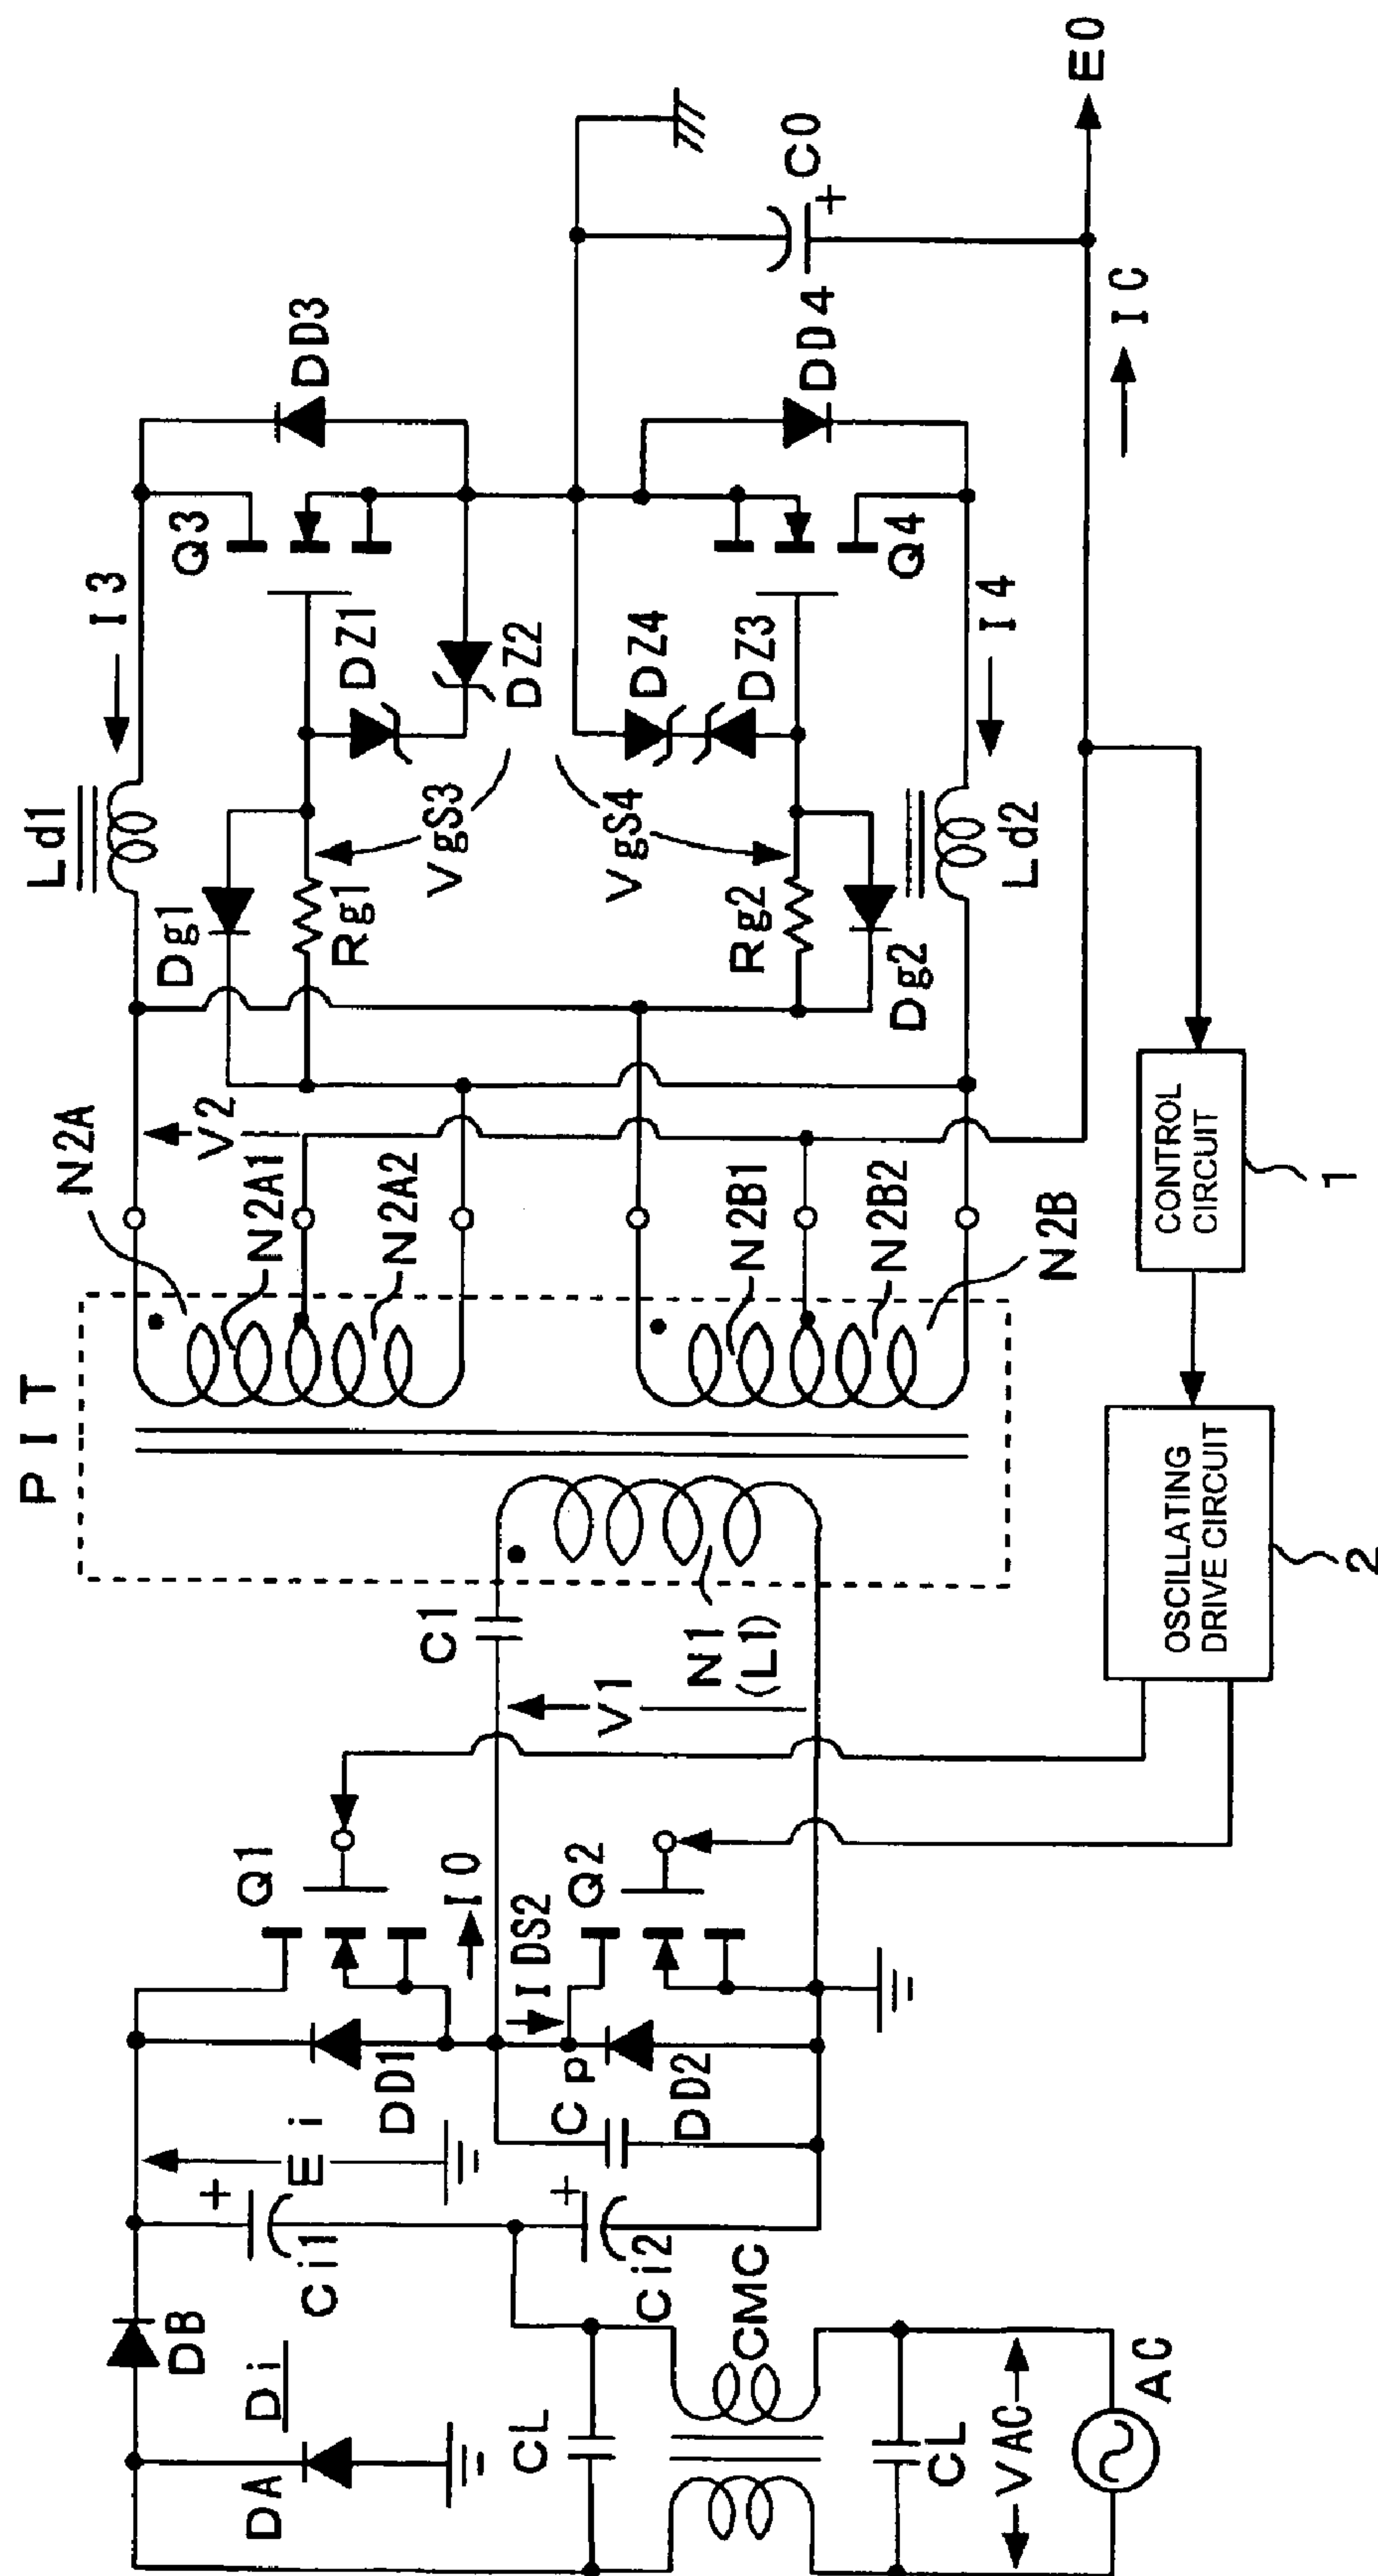 PIT
N2A
N2A1
N2A2
N2B1
N2B2
N2B
V2
Ld1
Dg1
Rg1
VgS3
VgS4
Rg2
Dg2
Ld2
I3
Q3
DZ1
DZ2
DZ4
DZ3
Q4
I4
DD3
DD4
C0
+
IC
E0
CONTROL
CIRCUIT
1
OSCILLATING
DRIVE CIRCUIT
2
C1
N1
(L1)
V1
Q1
I0
IDS2
Q2
DD1
Cp
DD2
Ei
+
Ci1
+
Ci2
DB
Di
DA
CL
CMC
CL
VAC
AC